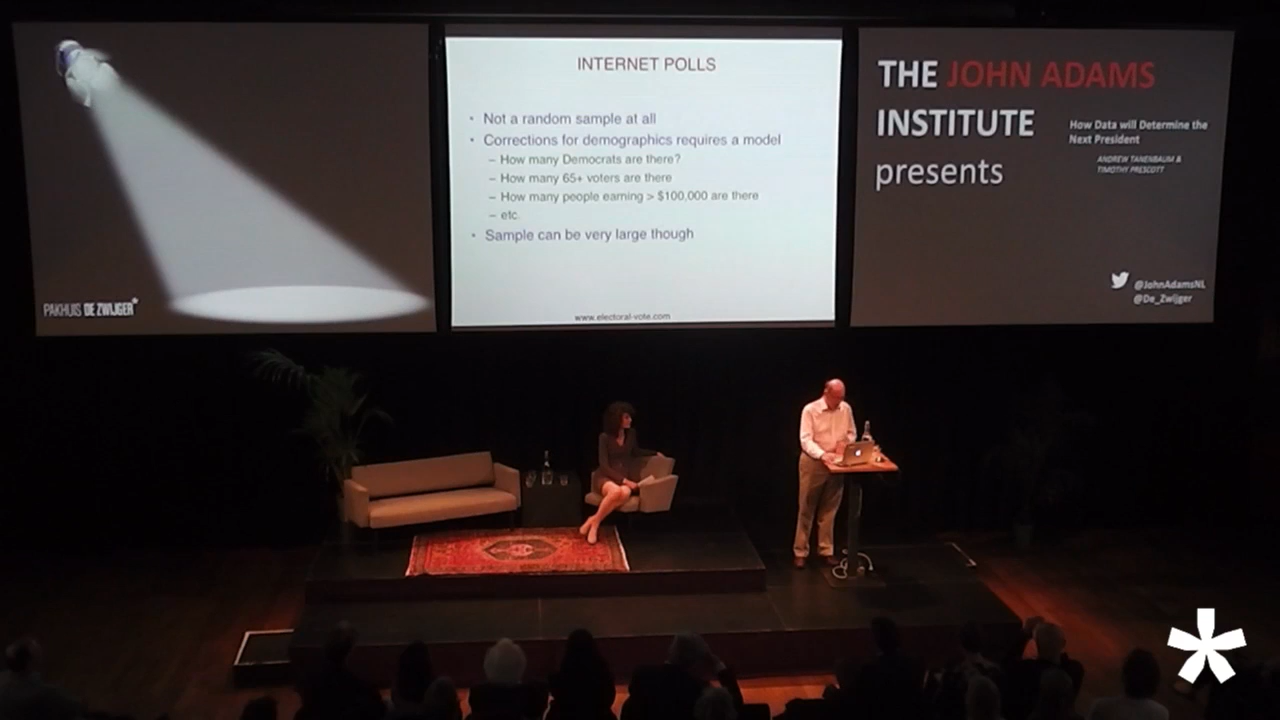 PAKHUIS DE ZWIJGER*
INTERNET POLLS
• Not a random sample at all
• Corrections for demographics requires a model
– How many Democrats are there?
– How many 65+ voters are there
– How many people earning > $100,000 are there
– etc.
• Sample can be very large though
www.electoral-vote.com
THE JOHN ADAMS
INSTITUTE
presents
How Data will Determine the
Next President
ANDREW TANENBAUM &
TIMOTHY PRESCOTT
@JohnAdamsNL
@De_Zwijger